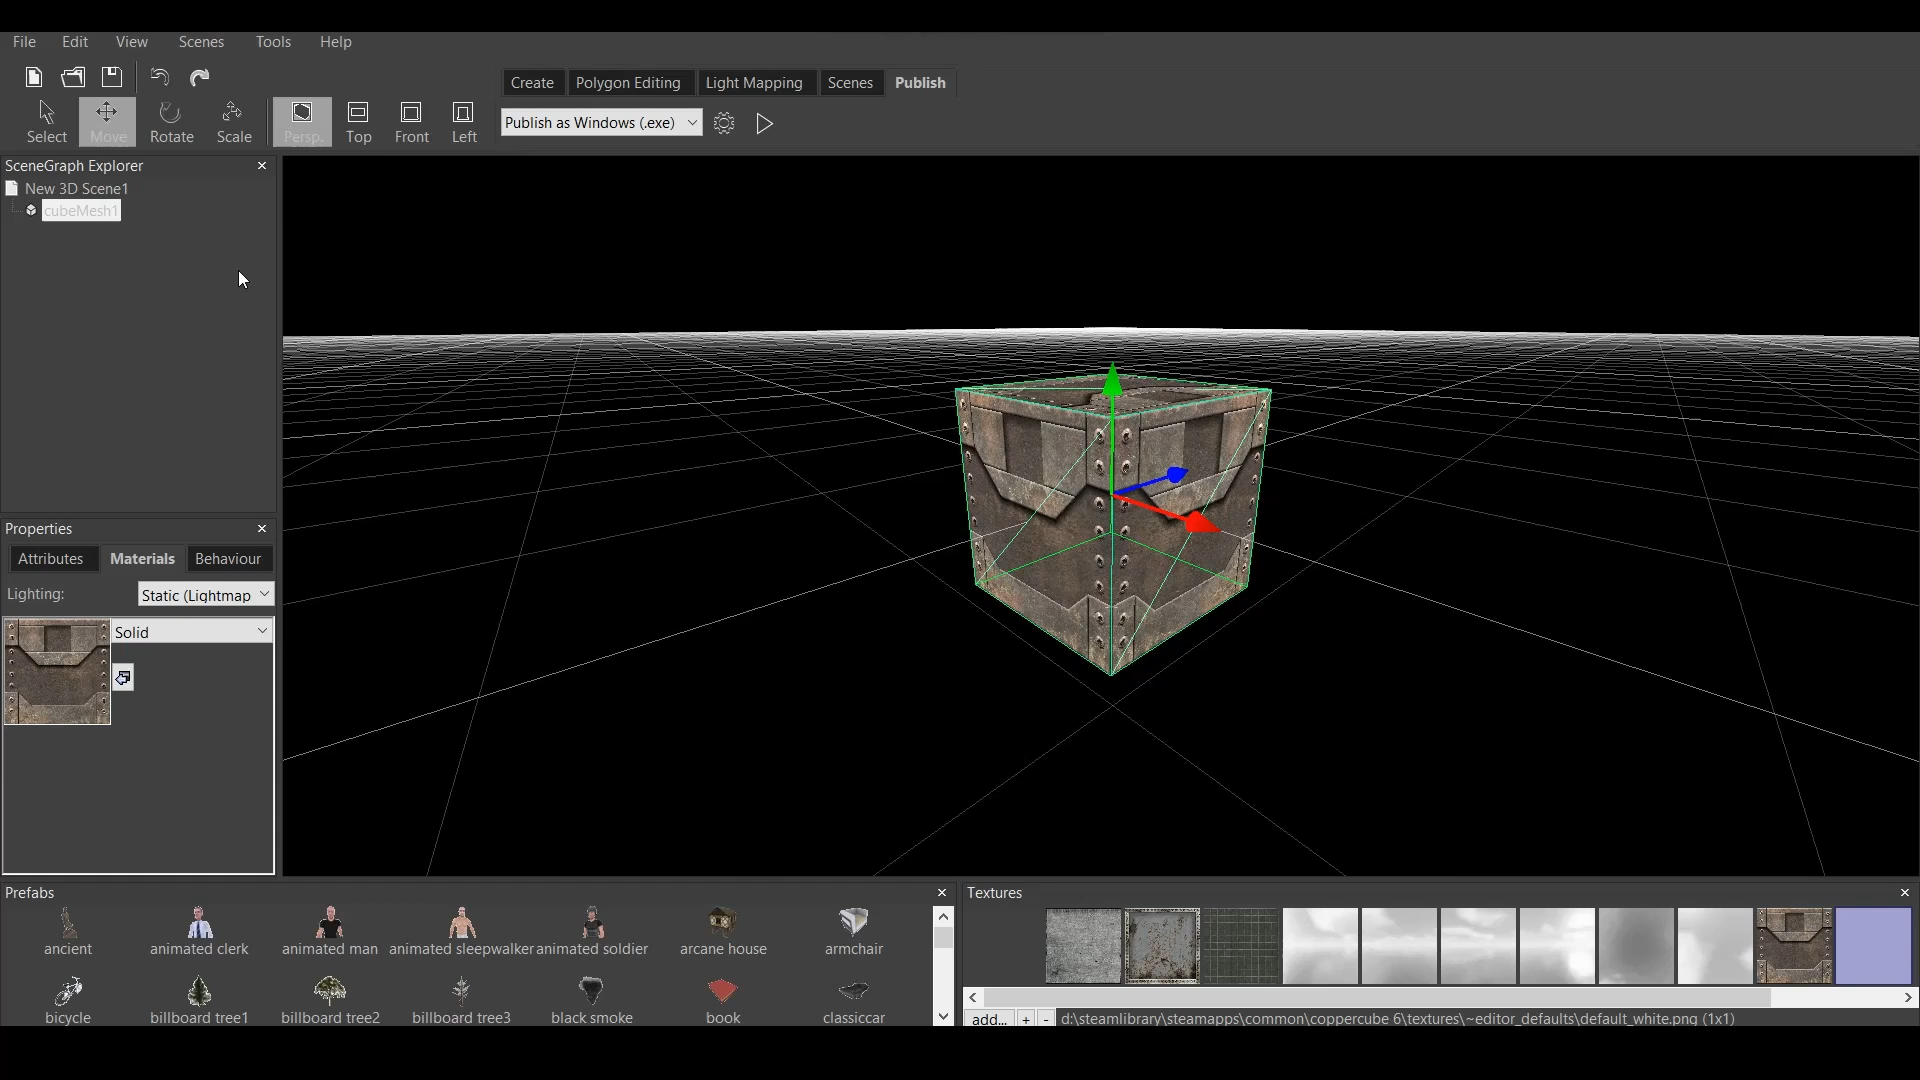 File Edit View Scenes Tools Help
Create Polygon Editing Light Mapping Scenes Publish
Select Move Rotate Scale Persp. Top Front Left
Publish as Windows (.exe)
SceneGraph Explorer
New 3D Scene1
cubeMesh1
Properties
Attributes Materials Behaviour
Lighting: Static (Lightmap
Solid
Prefabs
ancient animated clerk animated man animated sleepwalker animated soldier arcane house armchair
bicycle billboard tree1 billboard tree2 billboard tree3 black smoke book classiccar
Textures
add... + - d:\steamlibrary\steamapps\common\coppercube 6\textures\~editor_defaults\default_white.png (1x1)